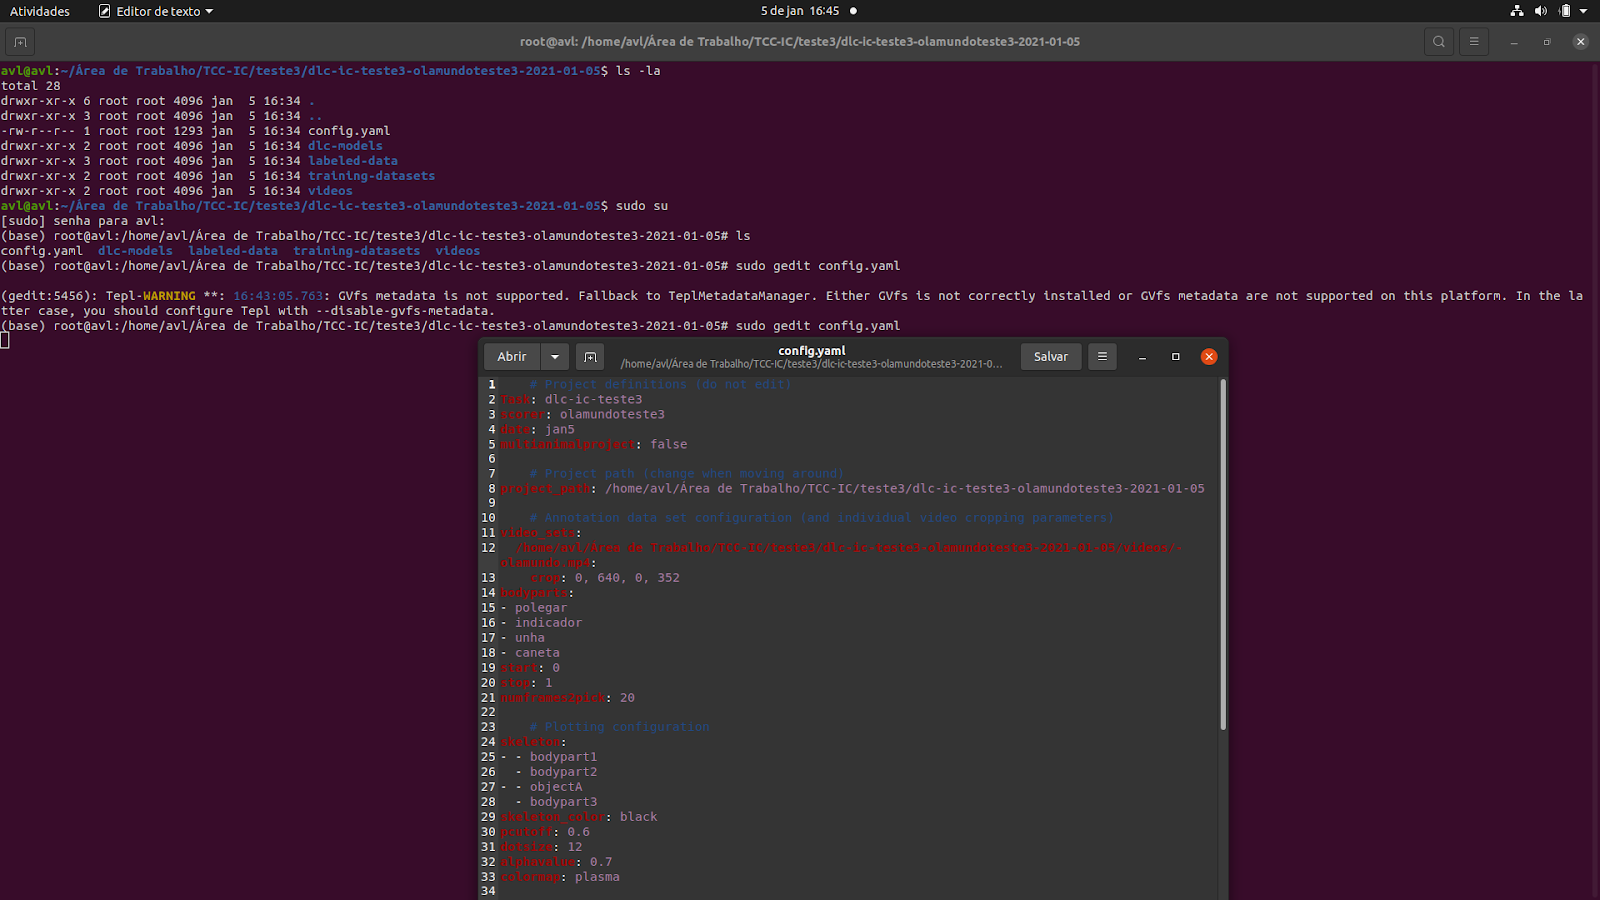 Atividades
Editor de texto
5 de jan 16:45
root@avl: /home/avl/Área de Trabalho/TCC-IC/teste3/dlc-ic-teste3-olamundoteste3-2021-01-05
avl@avl:~/Área de Trabalho/TCC-IC/teste3/dlc-ic-teste3-olamundoteste3-2021-01-05$ ls -la
total 28
drwxr-xr-x 6 root root 4096 jan  5 16:34 .
drwxr-xr-x 3 root root 4096 jan  5 16:34 ..
-rw-r--r-- 1 root root 1293 jan  5 16:34 config.yaml
drwxr-xr-x 2 root root 4096 jan  5 16:34 dlc-models
drwxr-xr-x 3 root root 4096 jan  5 16:34 labeled-data
drwxr-xr-x 2 root root 4096 jan  5 16:34 training-datasets
drwxr-xr-x 2 root root 4096 jan  5 16:34 videos
avl@avl:~/Área de Trabalho/TCC-IC/teste3/dlc-ic-teste3-olamundoteste3-2021-01-05$ sudo su
[sudo] senha para avl:
(base) root@avl:/home/avl/Área de Trabalho/TCC-IC/teste3/dlc-ic-teste3-olamundoteste3-2021-01-05# ls
config.yaml  dlc-models  labeled-data  training-datasets  videos
(base) root@avl:/home/avl/Área de Trabalho/TCC-IC/teste3/dlc-ic-teste3-olamundoteste3-2021-01-05# sudo gedit config.yaml
(gedit:5456): Tepl-WARNING **: 16:43:05.763: GVfs metadata is not supported. Fallback to TeplMetadataManager. Either GVfs is not correctly installed or GVfs metadata are not supported on this platform. In the la
tter case, you should configure Tepl with --disable-gvfs-metadata.
(base) root@avl:/home/avl/Área de Trabalho/TCC-IC/teste3/dlc-ic-teste3-olamundoteste3-2021-01-05# sudo gedit config.yaml
Abrir
config.yaml
/home/avl/Área de Trabalho/TCC-IC/teste3/dlc-ic-teste3-olamundoteste3-2021-0...
Salvar
1     # Project definitions (do not edit)
2 Task: dlc-ic-teste3
3 scorer: olamundoteste3
4 date: jan5
5 multianimalproject: false
6
7     # Project path (change when moving around)
8 project_path: /home/avl/Área de Trabalho/TCC-IC/teste3/dlc-ic-teste3-olamundoteste3-2021-01-05
9
10     # Annotation data set configuration (and individual video cropping parameters)
11 video_sets:
12   /home/avl/Área de Trabalho/TCC-IC/teste3/dlc-ic-teste3-olamundoteste3-2021-01-05/videos/-
olamundo.mp4:
13     crop: 0, 640, 0, 352
14 bodyparts:
15 - polegar
16 - indicador
17 - unha
18 - caneta
19 start: 0
20 stop: 1
21 numframes2pick: 20
22
23     # Plotting configuration
24 skeleton:
25 - - bodypart1
26   - bodypart2
27 - - objectA
28   - bodypart3
29 skeleton_color: black
30 pcutoff: 0.6
31 dotsize: 12
32 alphavalue: 0.7
33 colormap: plasma
34